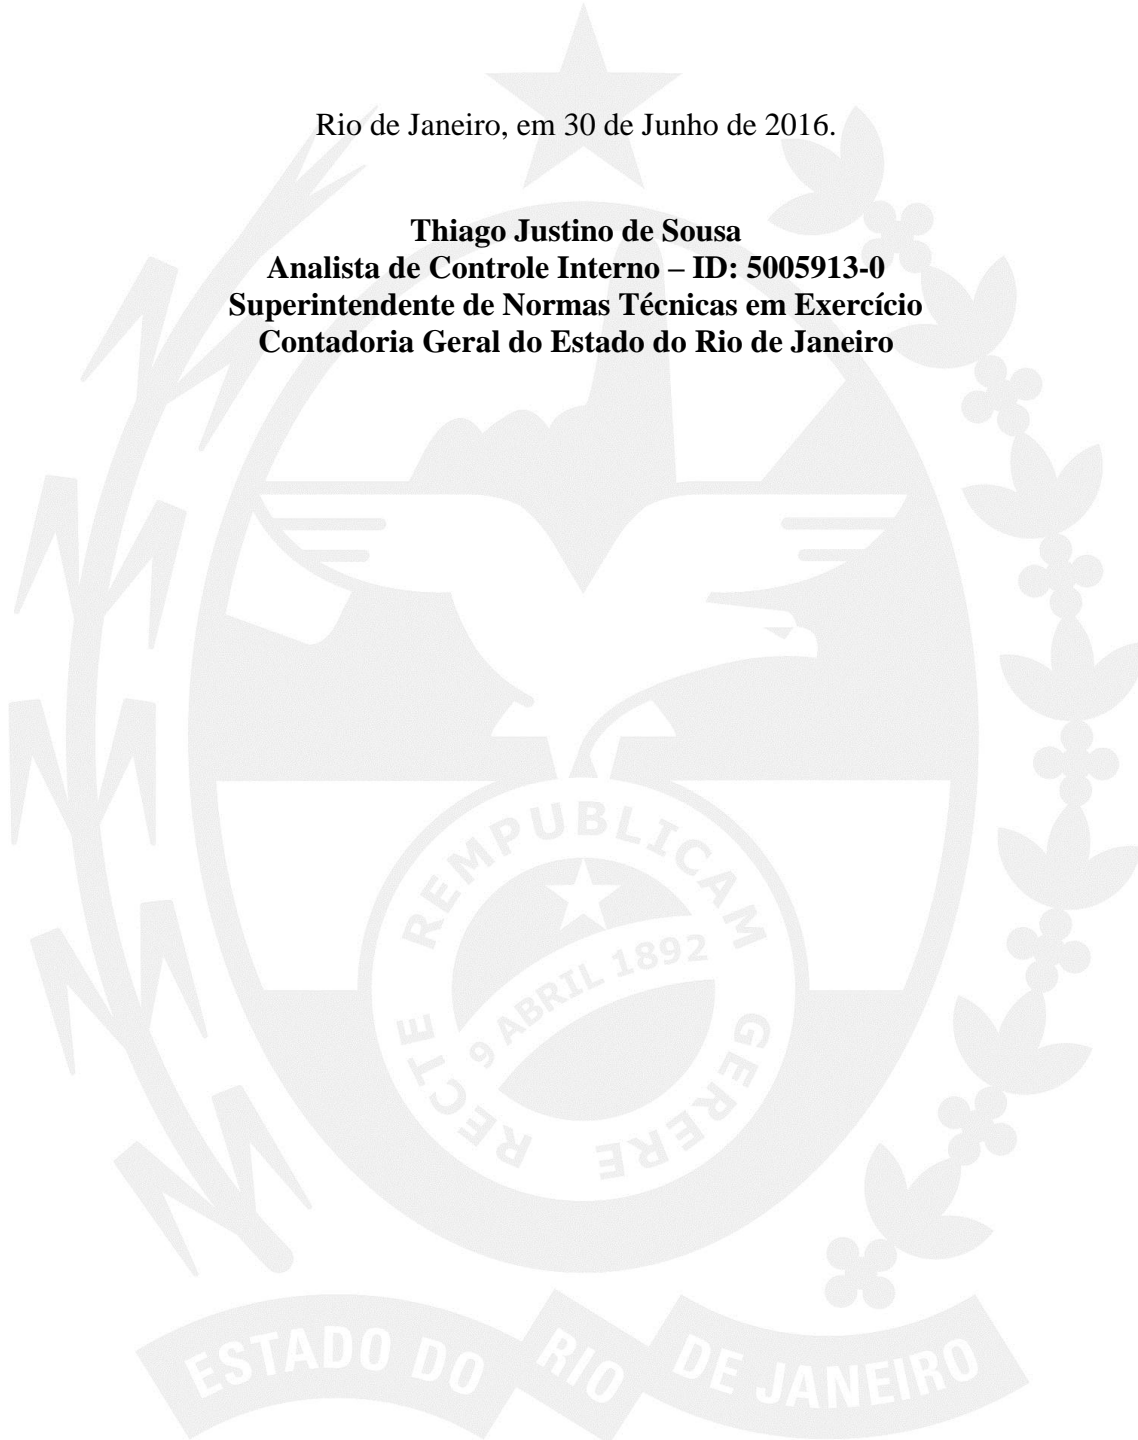 Rio de Janeiro, em 30 de Junho de 2016.
Thiago Justino de Sousa
Analista de Controle Interno – ID: 5005913-0
Superintendente de Normas Técnicas em Exercício
Contadoria Geral do Estado do Rio de Janeiro
RECTE REMPUBLICAM GERERE
9 ABRIL 1892
ESTADO DO RIO DE JANEIRO